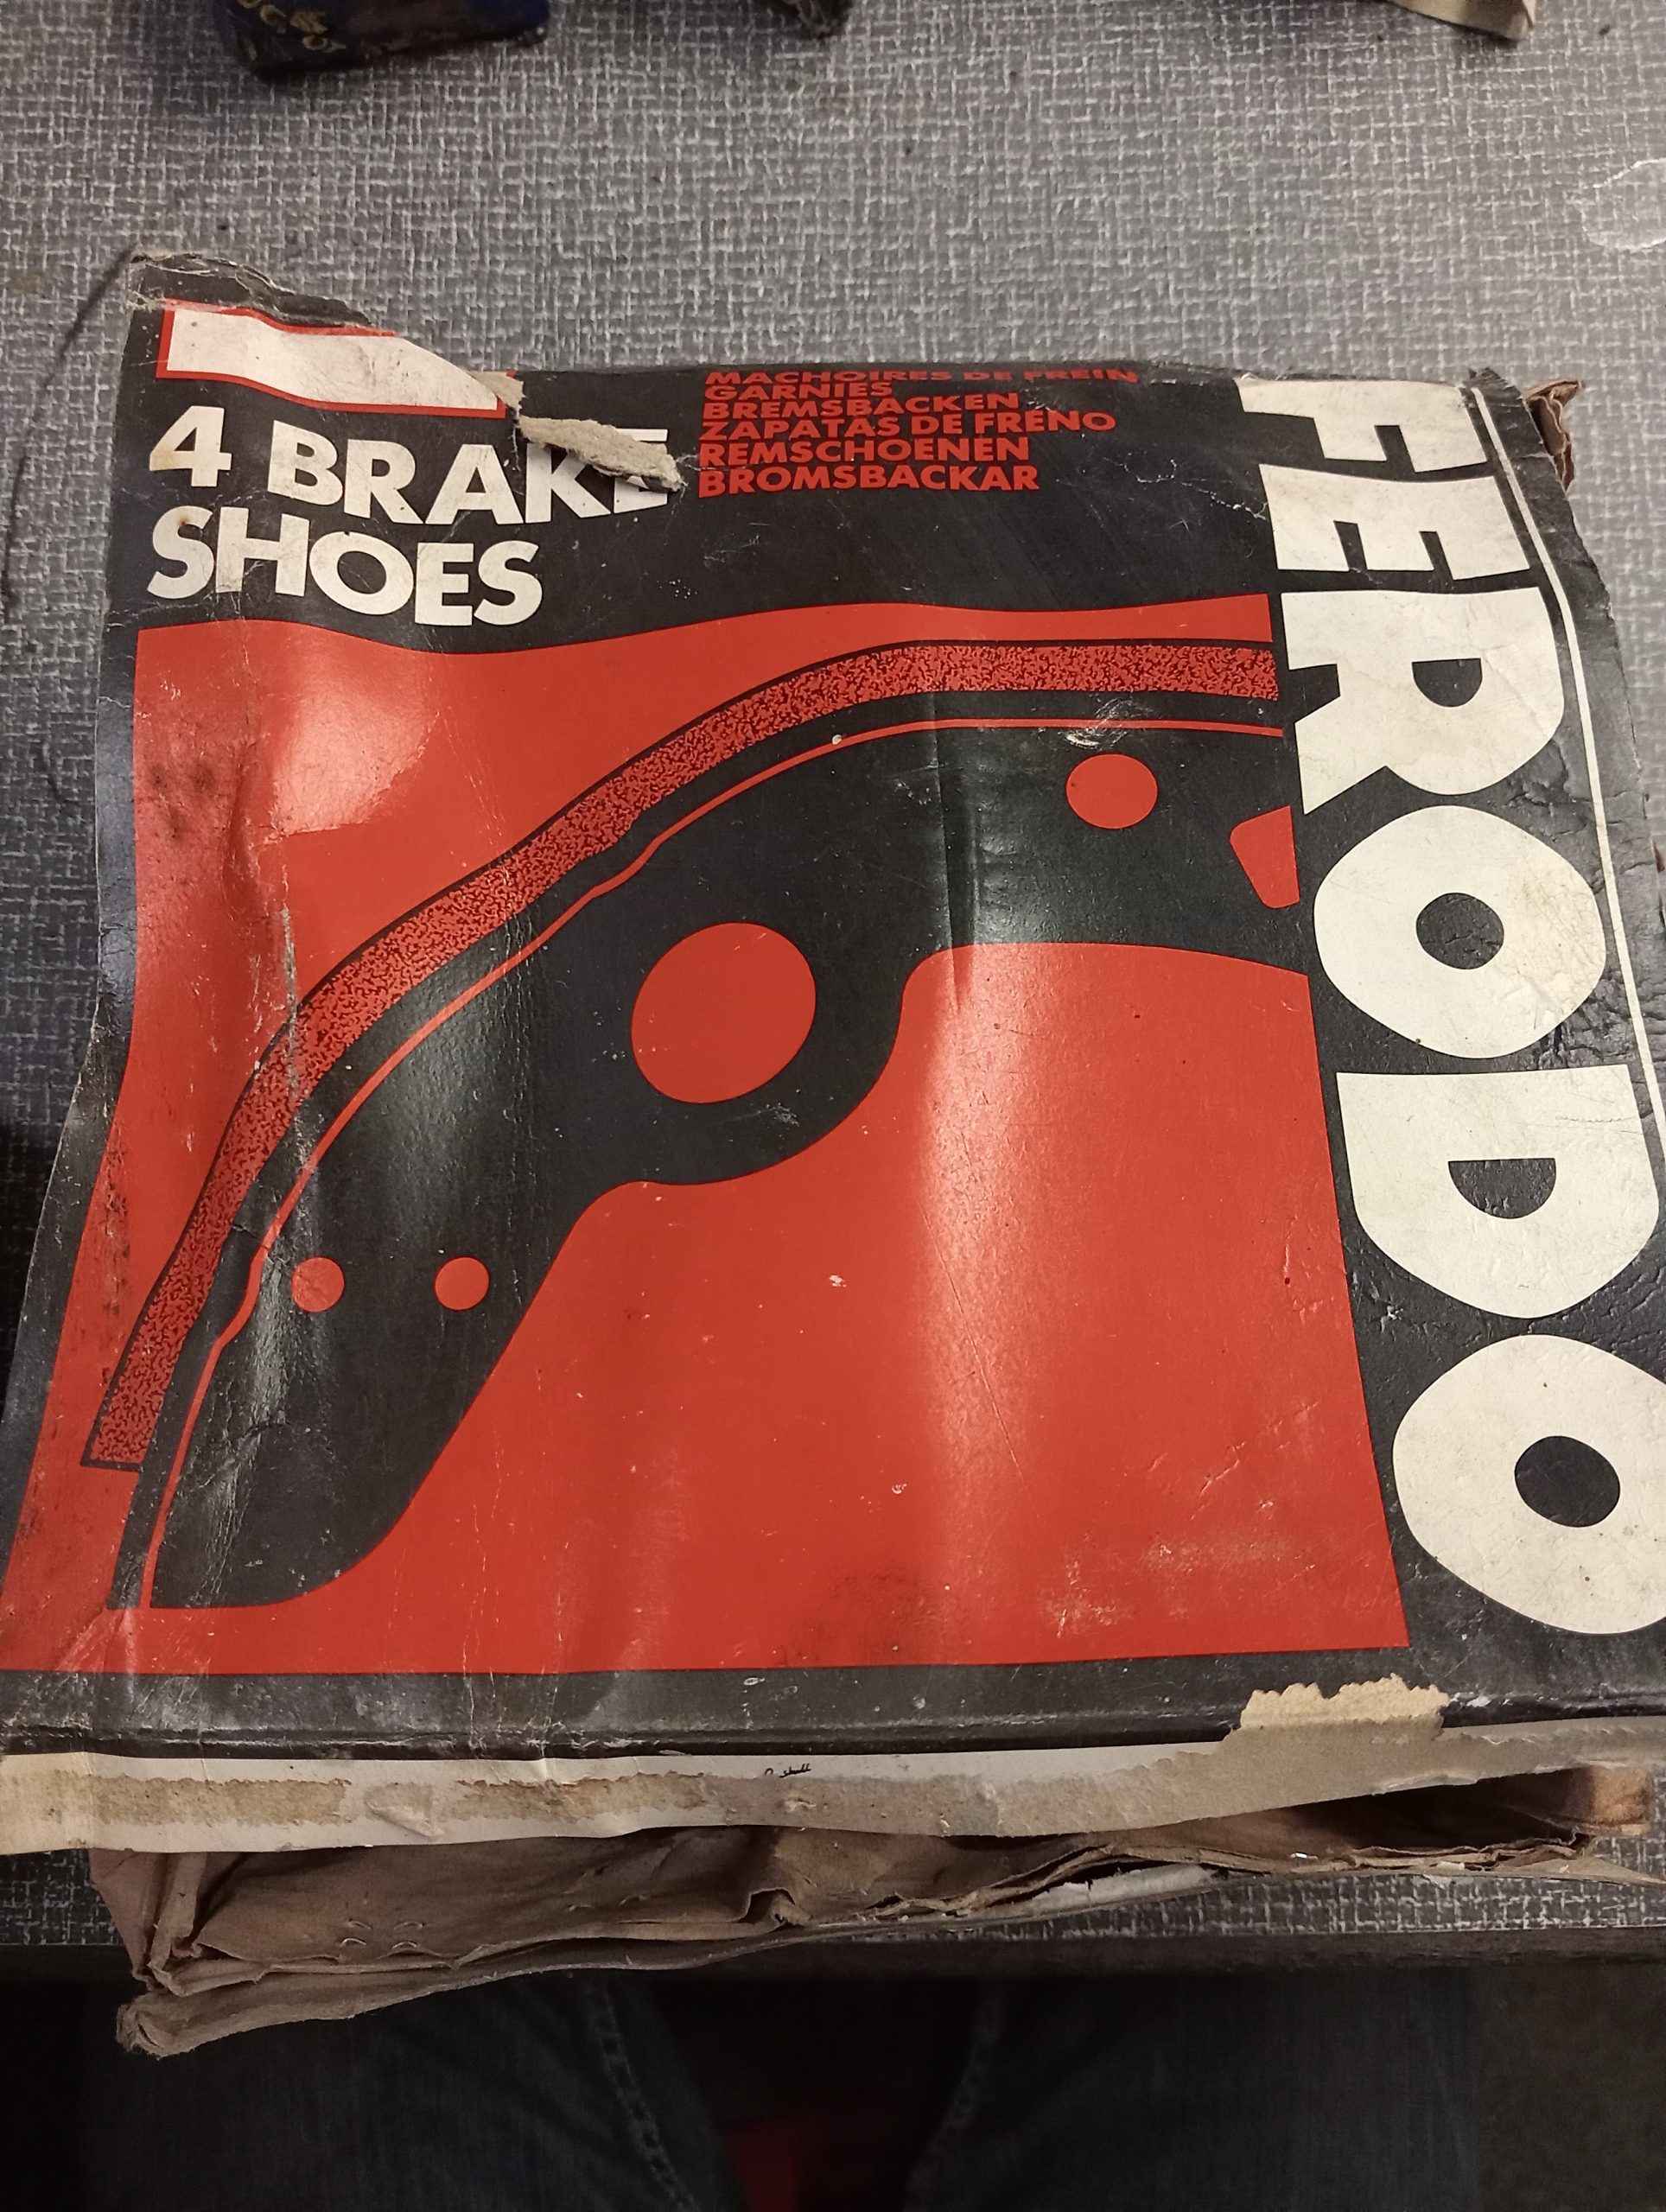 4 BRAKE
SHOES
MACHOIRES DE FREIN
GARNIES
BREMSBACKEN
ZAPATAS DE FRENO
REMSCHOENEN
BROMSBACKAR
FERODO